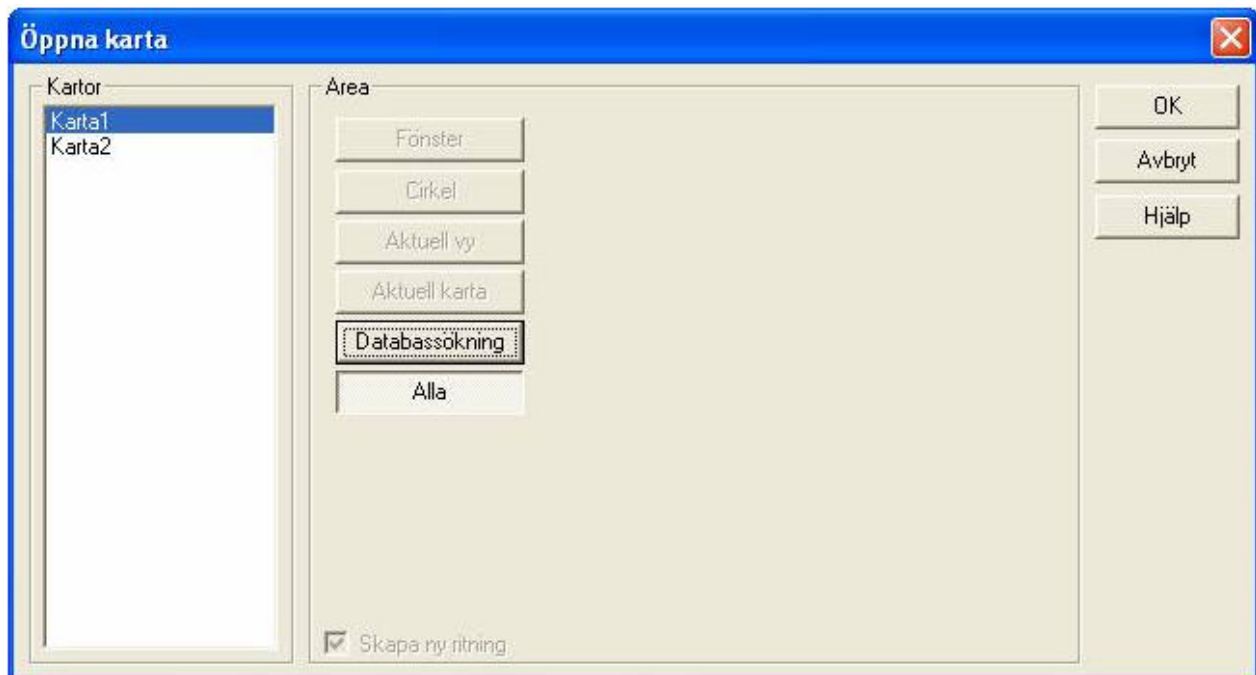 Öppna karta
Kartor
Karta1
Karta2
Area
Fönster
Cirkel
Aktuell vy
Aktuell karta
Databassökning
Alla
Skapa ny ritning
OK
Avbryt
Hjälp